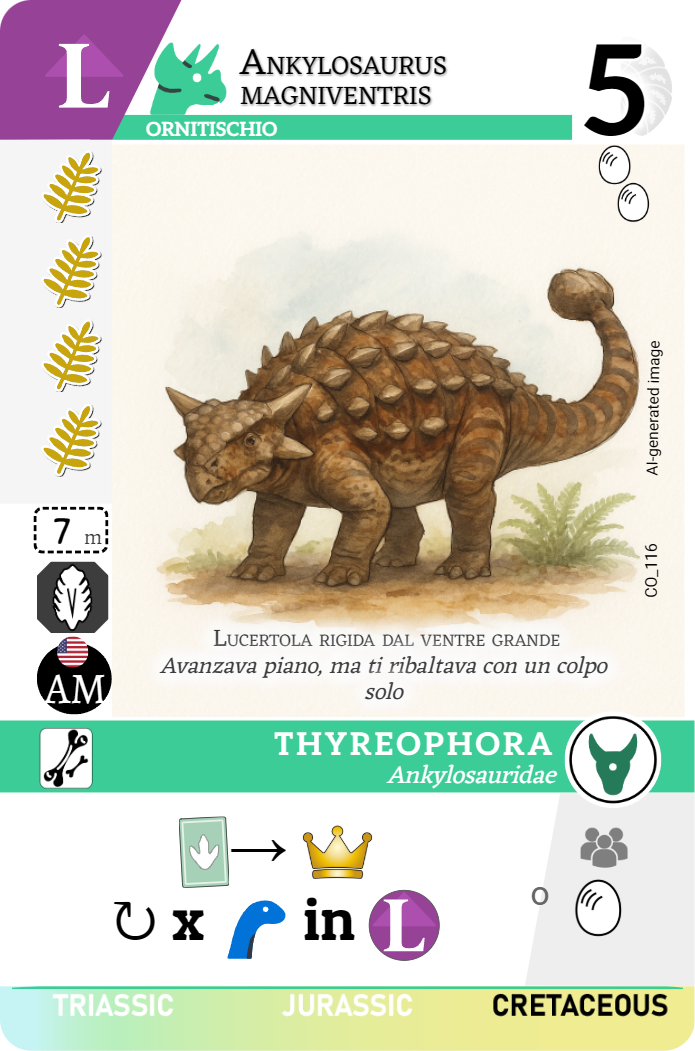 L
ANKYLOSAURUS
MAGNIVENTRIS
5
ORNITISCHIO
7 m
AM
AI-generated image
CO_116
LUCERTOLA RIGIDA DAL VENTRE GRANDE
Avanzava piano, ma ti ribaltava con un colpo
solo
THYREOPHORA
Ankylosauridae
x in L
o
TRIASSIC JURASSIC CRETACEOUS